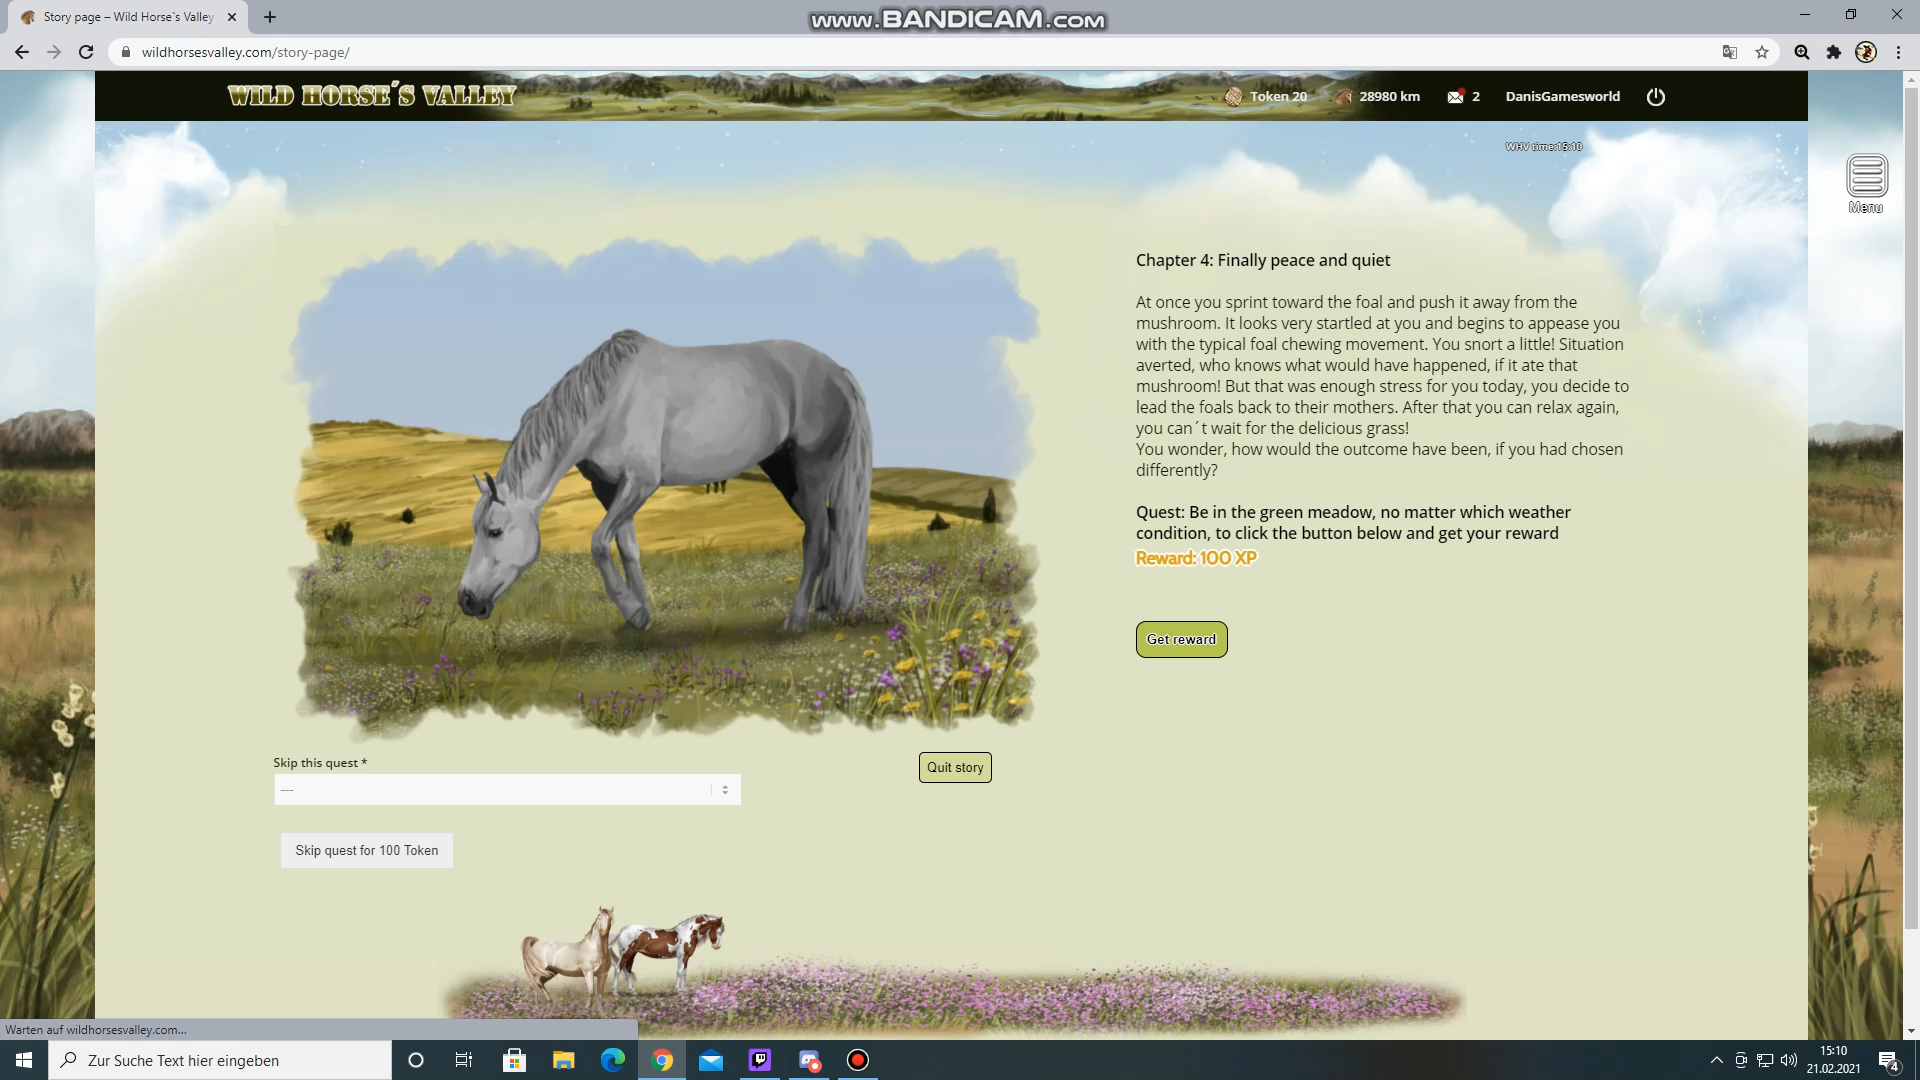 Story page – Wild Horse`s Valley
www.BANDICAM.com
wildhorsesvalley.com/story-page/
WILD HORSE´S VALLEY
Token 20
28980 km
2
DanisGamesworld
WHV time:15:10
Menu
Chapter 4: Finally peace and quiet
At once you sprint toward the foal and push it away from the
mushroom. It looks very startled at you and begins to appease you
with the typical foal chewing movement. You snort a little! Situation
averted, who knows what would have happened, if it ate that
mushroom! But that was enough stress for you today, you decide to
lead the foals back to their mothers. After that you can relax again,
you can´t wait for the delicious grass!
You wonder, how would the outcome have been, if you had chosen
differently?
Quest: Be in the green meadow, no matter which weather
condition, to click the button below and get your reward
Reward: 100 XP
Get reward
Skip this quest *
---
Quit story
Skip quest for 100 Token
Warten auf wildhorsesvalley.com...
Zur Suche Text hier eingeben
15:10
21.02.2021
4